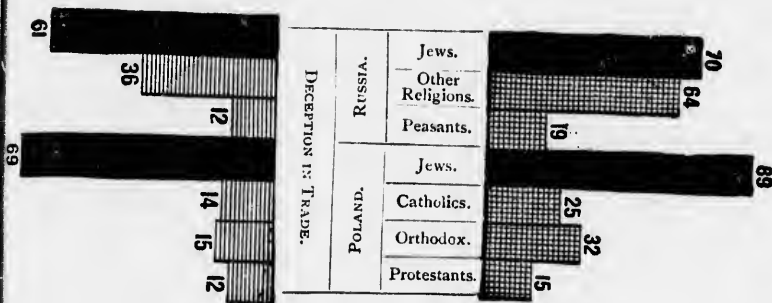 DECEPTION IN TRADE.
RUSSIA.
61 Jews. 70
36 Other
Religions. 64
12 Peasants. 19
POLAND.
69 Jews. 89
14 Catholics. 25
15 Orthodox. 32
12 Protestants. 15